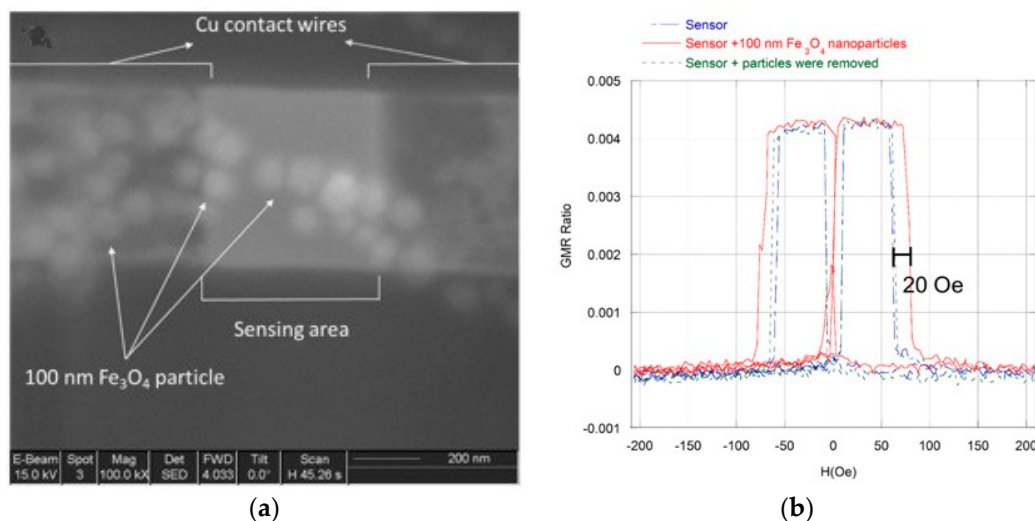 Cu contact wires
Sensing area
100 nm Fe₃O₄ particle
E-Beam Spot Mag Det FWD Tilt Scan
15.0 kV 3 100.0 kX SED 4.033 0.0° H 45.26 s 200 nm
(a)
Sensor
Sensor +100 nm Fe₃O₄ nanoparticles
Sensor + particles were removed
0.005
0.004
0.003
0.002
0.001
0
-0.001
GMR Ratio
20 Oe
-200 -150 -100 -50 0 50 100 150 200
H(Oe)
(b)